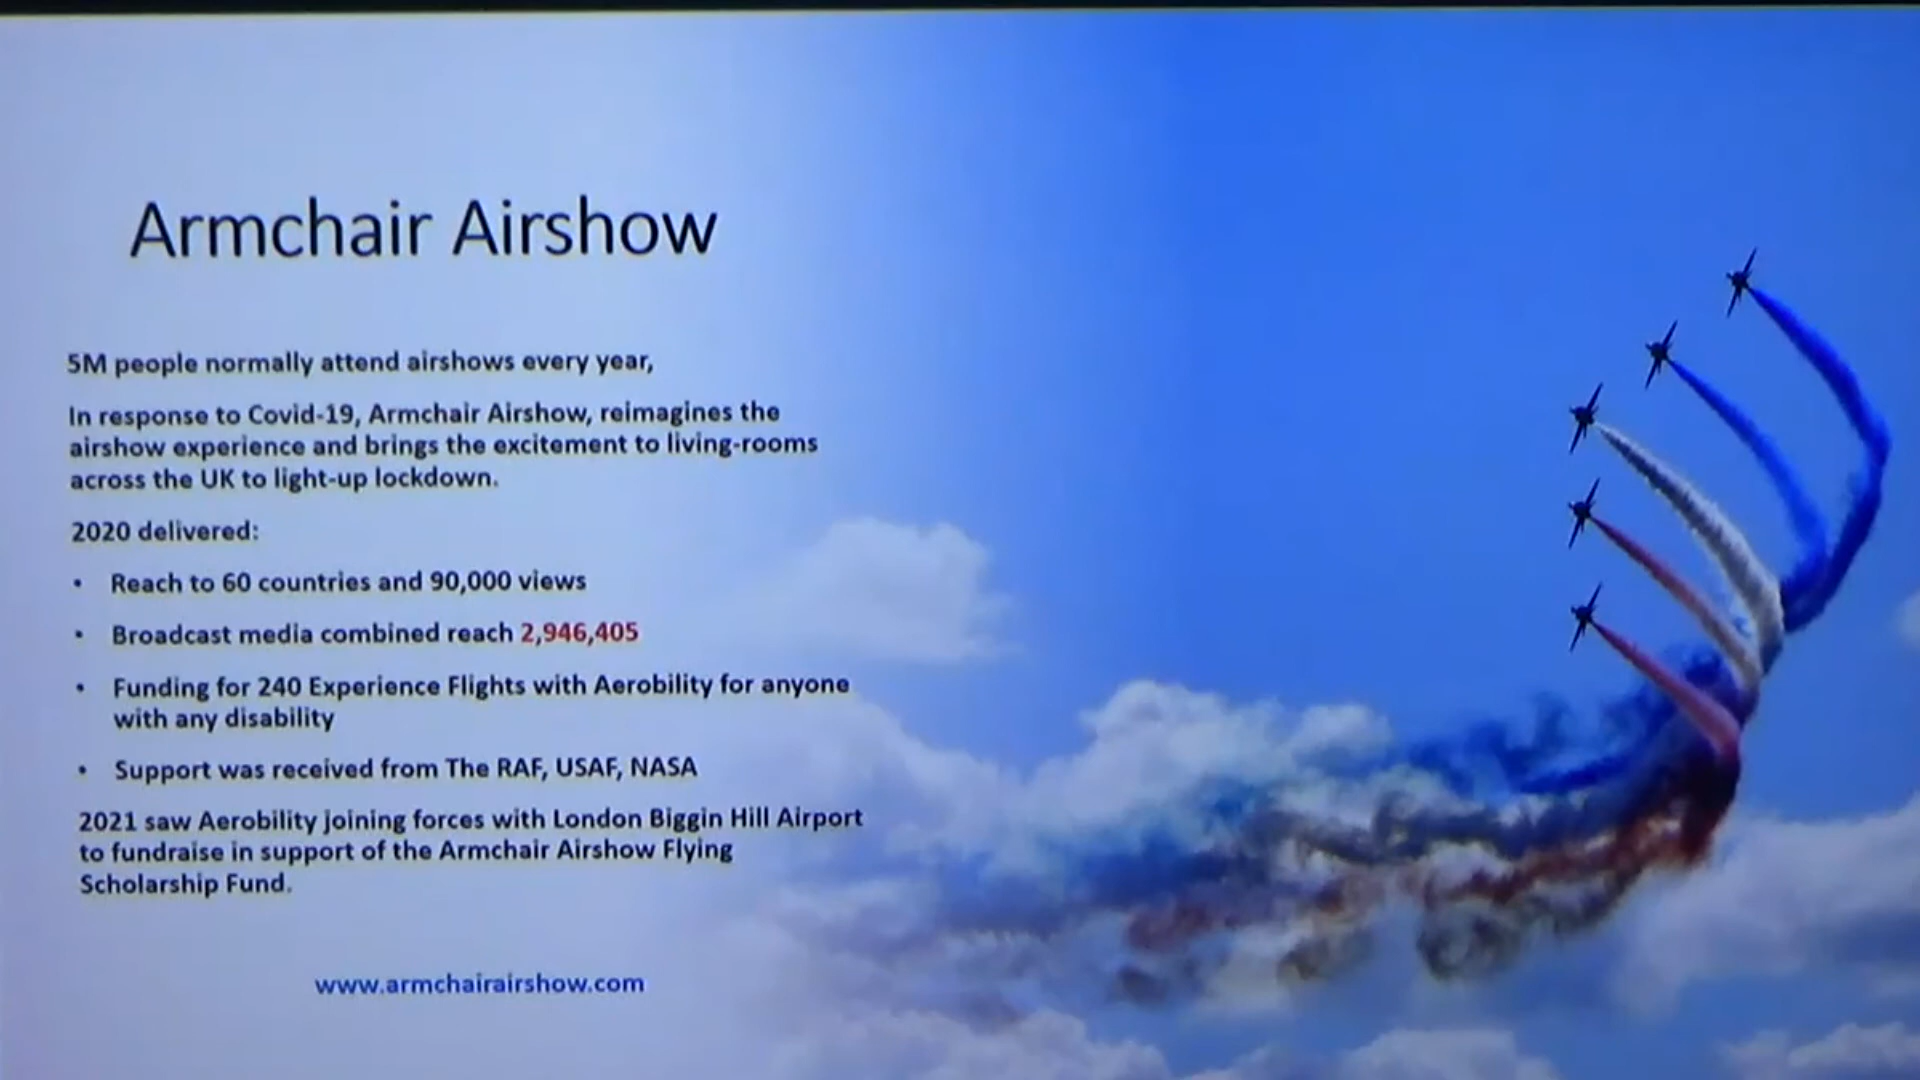 Armchair Airshow
5M people normally attend airshows every year,
In response to Covid-19, Armchair Airshow, reimagines the
airshow experience and brings the excitement to living-rooms
across the UK to light-up lockdown.
2020 delivered:
• Reach to 60 countries and 90,000 views
• Broadcast media combined reach 2,946,405
• Funding for 240 Experience Flights with Aerobility for anyone
with any disability
• Support was received from The RAF, USAF, NASA
2021 saw Aerobility joining forces with London Biggin Hill Airport
to fundraise in support of the Armchair Airshow Flying
Scholarship Fund.
www.armchairairshow.com